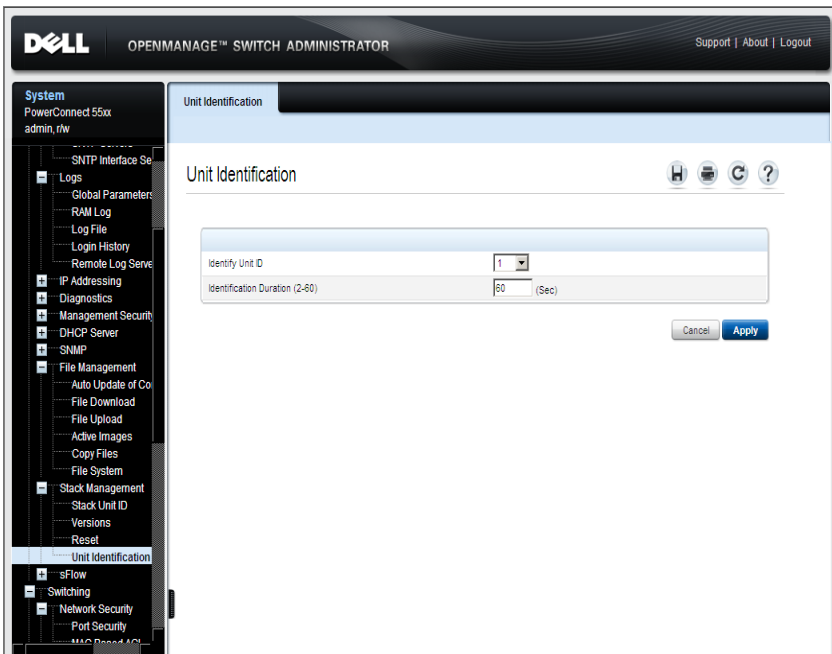 DELL
OPENMANAGE™ SWITCH ADMINISTRATOR
Support | About | Logout
System
PowerConnect 55xx
admin, r/w
Unit Identification
SNTP Interface Se
Logs
Global Parameters
RAM Log
Log File
Login History
Remote Log Serve
IP Addressing
Diagnostics
Management Security
DHCP Server
SNMP
File Management
Auto Update of Co
File Download
File Upload
Active Images
Copy Files
File System
Stack Management
Stack Unit ID
Versions
Reset
Unit Identification
sFlow
Switching
Network Security
Port Security
Unit Identification
Identify Unit ID 1
Identification Duration (2-60) 60 (Sec)
Cancel Apply